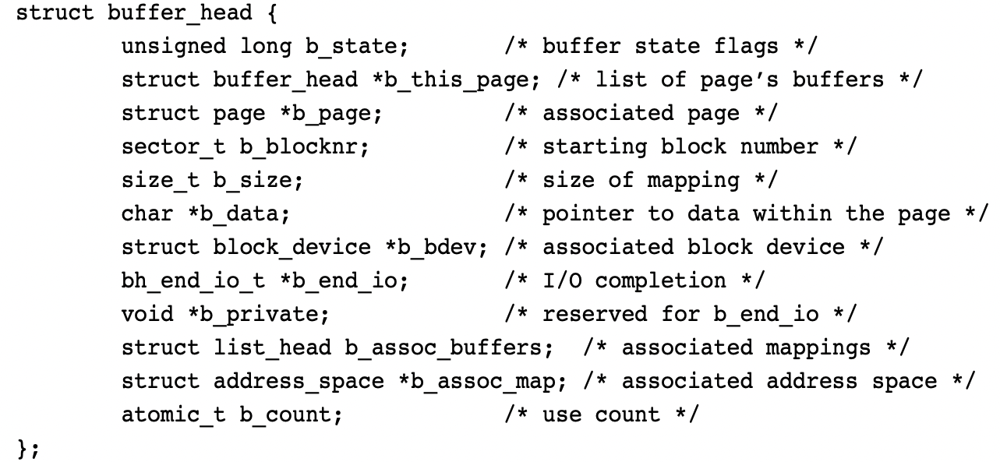 struct buffer_head {
        unsigned long b_state;       /* buffer state flags */
        struct buffer_head *b_this_page; /* list of page’s buffers */
        struct page *b_page;         /* associated page */
        sector_t b_blocknr;          /* starting block number */
        size_t b_size;               /* size of mapping */
        char *b_data;                /* pointer to data within the page */
        struct block_device *b_bdev; /* associated block device */
        bh_end_io_t *b_end_io;       /* I/O completion */
        void *b_private;             /* reserved for b_end_io */
        struct list_head b_assoc_buffers;  /* associated mappings */
        struct address_space *b_assoc_map; /* associated address space */
        atomic_t b_count;            /* use count */
};